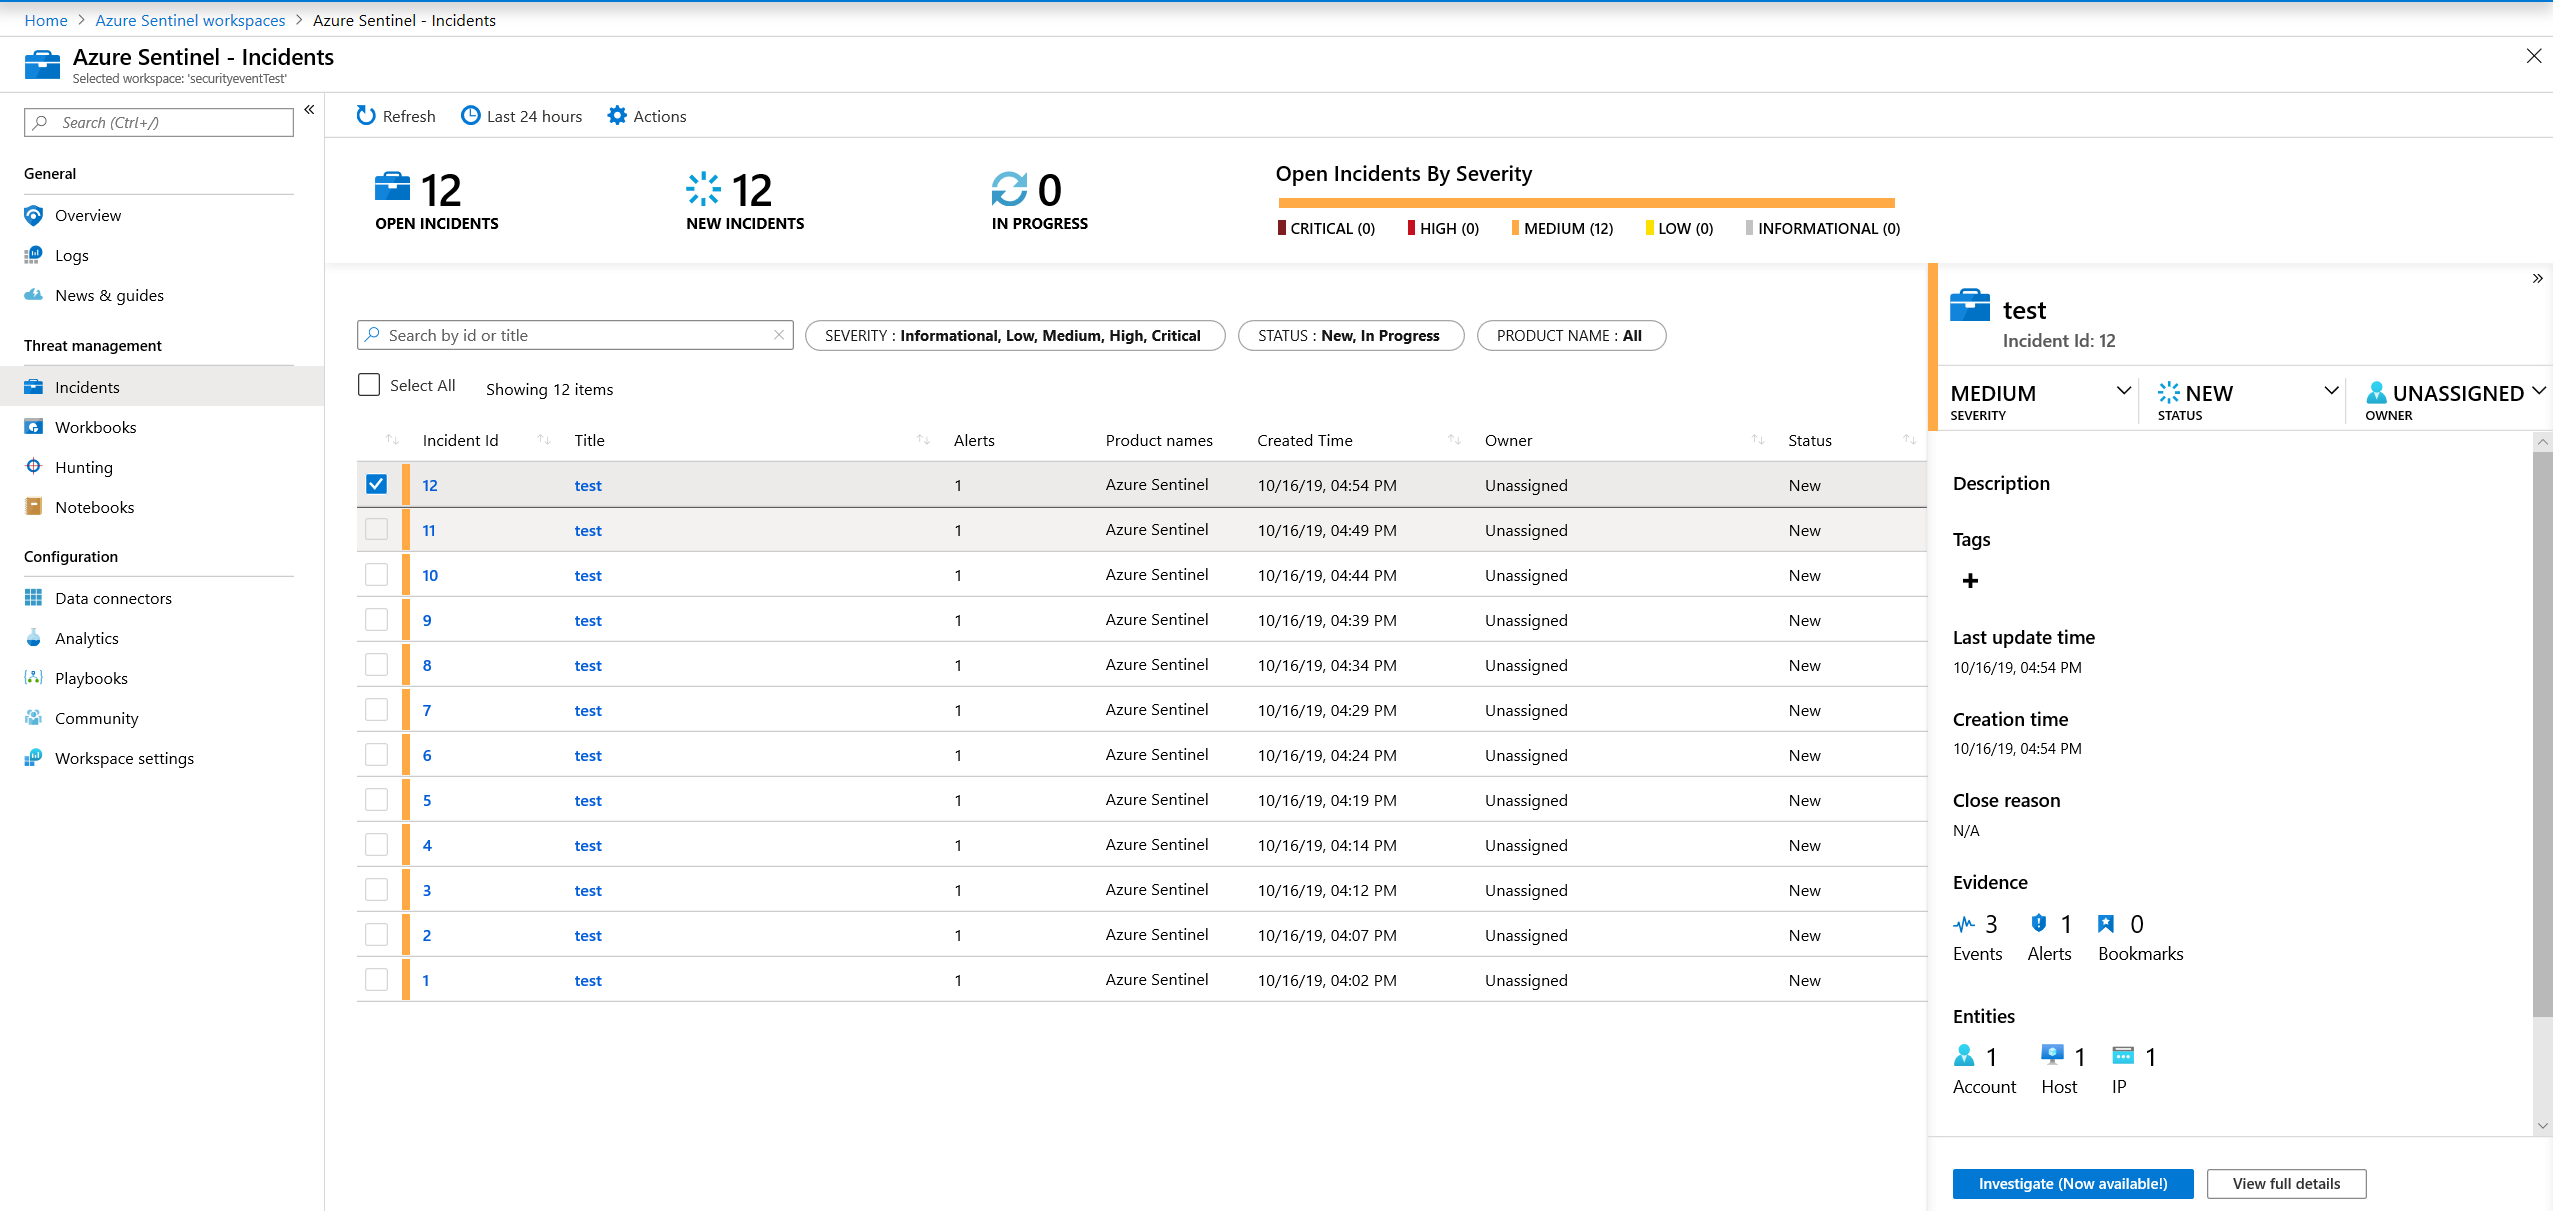 Home > Azure Sentinel workspaces > Azure Sentinel - Incidents
Azure Sentinel - Incidents
Selected workspace: 'securityeventTest'
Search (Ctrl+/)
General
Overview
Logs
News & guides
Threat management
Incidents
Workbooks
Hunting
Notebooks
Configuration
Data connectors
Analytics
Playbooks
Community
Workspace settings
Refresh Last 24 hours Actions
12 12 0
OPEN INCIDENTS NEW INCIDENTS IN PROGRESS
Open Incidents By Severity
CRITICAL (0) HIGH (0) MEDIUM (12) LOW (0) INFORMATIONAL (0)
Search by id or title SEVERITY : Informational, Low, Medium, High, Critical STATUS : New, In Progress PRODUCT NAME : All
Select All Showing 12 items
Incident Id Title Alerts Product names Created Time Owner Status
12 test 1 Azure Sentinel 10/16/19, 04:54 PM Unassigned New
11 test 1 Azure Sentinel 10/16/19, 04:49 PM Unassigned New
10 test 1 Azure Sentinel 10/16/19, 04:44 PM Unassigned New
9 test 1 Azure Sentinel 10/16/19, 04:39 PM Unassigned New
8 test 1 Azure Sentinel 10/16/19, 04:34 PM Unassigned New
7 test 1 Azure Sentinel 10/16/19, 04:29 PM Unassigned New
6 test 1 Azure Sentinel 10/16/19, 04:24 PM Unassigned New
5 test 1 Azure Sentinel 10/16/19, 04:19 PM Unassigned New
4 test 1 Azure Sentinel 10/16/19, 04:14 PM Unassigned New
3 test 1 Azure Sentinel 10/16/19, 04:12 PM Unassigned New
2 test 1 Azure Sentinel 10/16/19, 04:07 PM Unassigned New
1 test 1 Azure Sentinel 10/16/19, 04:02 PM Unassigned New
test
Incident Id: 12
MEDIUM NEW UNASSIGNED
SEVERITY STATUS OWNER
Description
Tags
Last update time
10/16/19, 04:54 PM
Creation time
10/16/19, 04:54 PM
Close reason
N/A
Evidence
3 1 0
Events Alerts Bookmarks
Entities
1 1 1
Account Host IP
Investigate (Now available!) View full details